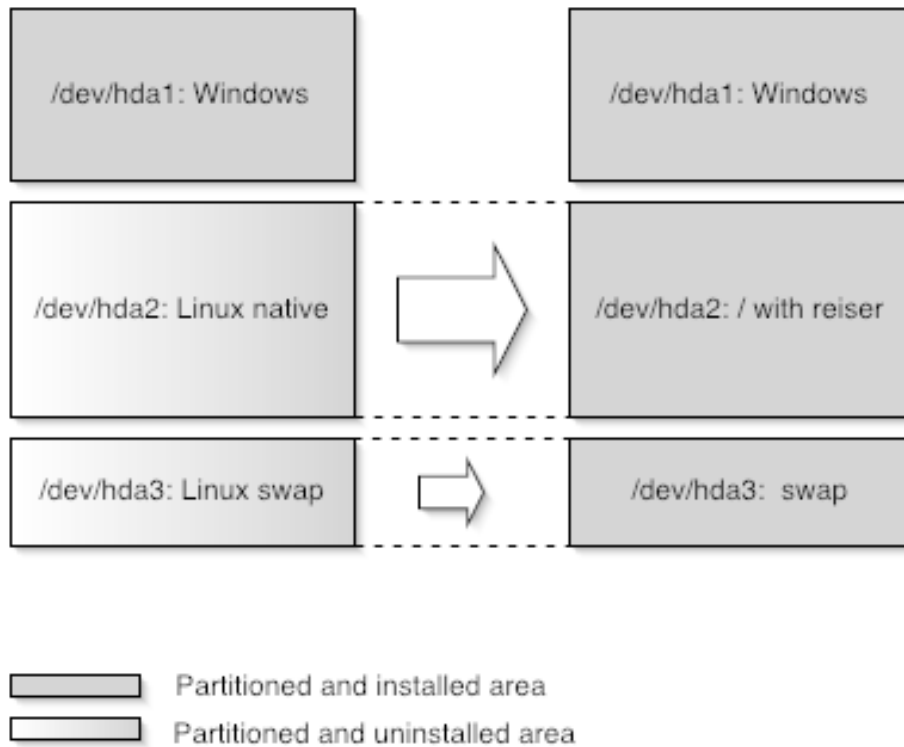 /dev/hda1: Windows
/dev/hda1: Windows
/dev/hda2: Linux native
/dev/hda2: / with reiser
/dev/hda3: Linux swap
/dev/hda3:  swap
Partitioned and installed area
Partitioned and uninstalled area